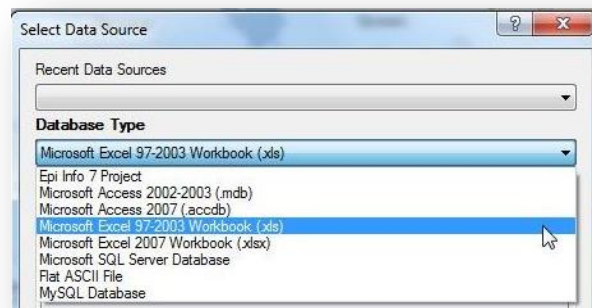 Select Data Source
Recent Data Sources
Database Type
Microsoft Excel 97-2003 Workbook (.xls)
Epi Info 7 Project
Microsoft Access 2002-2003 (.mdb)
Microsoft Access 2007 (.accdb)
Microsoft Excel 97-2003 Workbook (.xls)
Microsoft Excel 2007 Workbook (.xlsx)
Microsoft SQL Server Database
Flat ASCII File
MySQL Database